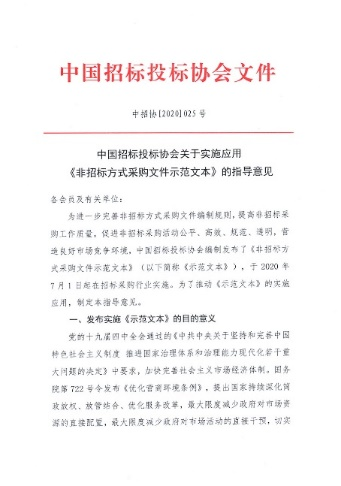 中国招标投标协会文件
中招协[2020]025号
中国招标投标协会关于实施应用
《非招标方式采购文件示范文本》的指导意见
各会员及有关单位：
为进一步完善非招标方式采购文件编制规则，提高非招标采
购工作质量，促进非招标采购活动公平、高效、规范、透明，营
造良好市场竞争环境，中国招标投标协会编制发布了《非招标方
式采购文件示范文本》（以下简称《示范文本》），于 2020 年
7 月 1 日起在招标采购行业实施。为了推动《示范文本》的实施
应用，制定本指导意见。
一、发布实施《示范文本》的目的意义
党的十九届四中全会通过的《中共中央关于坚持和完善中国
特色社会主义制度 推进国家治理体系和治理能力现代化若干重
大问题的决定》中要求，加快完善社会主义市场经济体制。国务
院第 722 号令发布《优化营商环境条例》，提出国家持续深化简
政放权、放管结合、优化服务改革，最大限度减少政府对市场资
源的直接配置，最大限度减少政府对市场活动的直接干预，切实